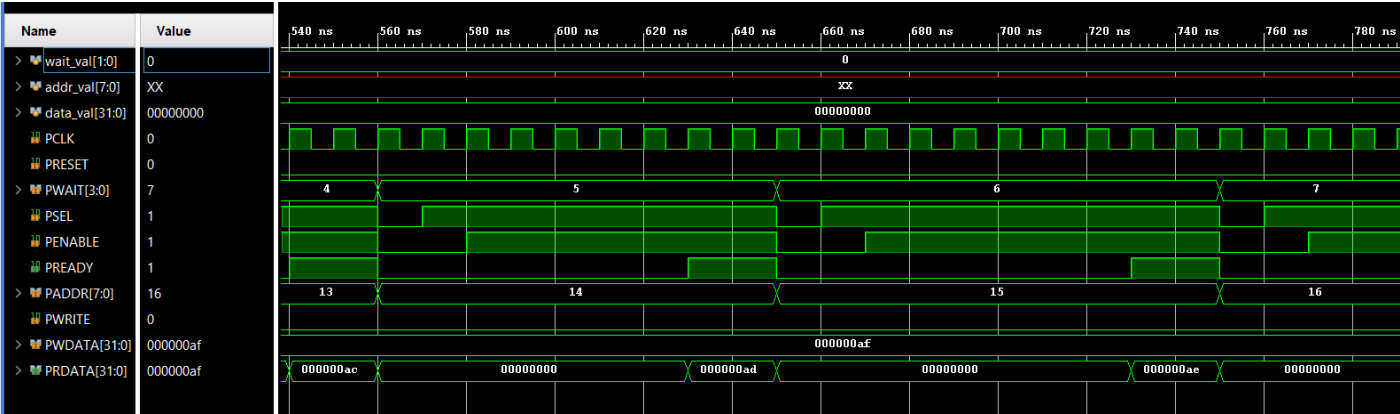 Name Value 540 ns 560 ns 580 ns 600 ns 620 ns 640 ns 660 ns 680 ns 700 ns 720 ns 740 ns 760 ns 780 ns
wait_val[1:0] 0 0
addr_val[7:0] XX XX
data_val[31:0] 00000000 00000000
PCLK 0
PRESET 0
PWAIT[3:0] 7 4 5 6 7
PSEL 1
PENABLE 1
PREADY 1
PADDR[7:0] 16 13 14 15 16
PWRITE 0
PWDATA[31:0] 000000af 000000af
PRDATA[31:0] 000000af 000000ac 00000000 000000ad 00000000 000000ae 00000000